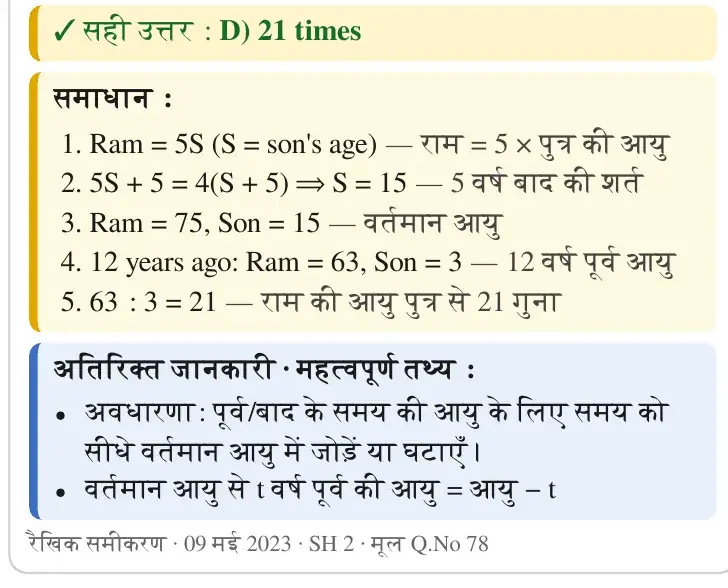 ✓ सही उत्तर : D) 21 times
समाधान :
1. Ram = 5S (S = son's age) — राम = 5 × पुत्र की आयु
2. 5S + 5 = 4(S + 5) ⟹ S = 15 — 5 वर्ष बाद की शर्त
3. Ram = 75, Son = 15 — वर्तमान आयु
4. 12 years ago: Ram = 63, Son = 3 — 12 वर्ष पूर्व आयु
5. 63 : 3 = 21 — राम की आयु पुत्र से 21 गुना
अतिरिक्त जानकारी · महत्वपूर्ण तथ्य :
• अवधारणा : पूर्व/बाद के समय की आयु के लिए समय को
सीधे वर्तमान आयु में जोड़ें या घटाएँ।
• वर्तमान आयु से t वर्ष पूर्व की आयु = आयु − t
रैखिक समीकरण · 09 मई 2023 · SH 2 · मूल Q.No 78